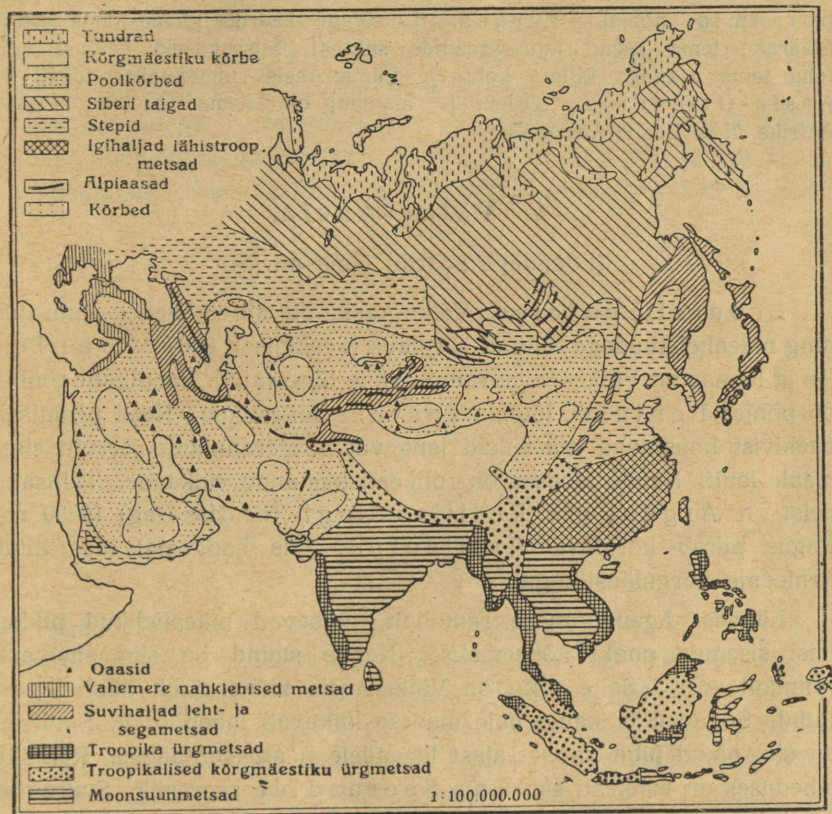 Tundrad
Kõrgmäestiku kõrbe
Poolkõrbed
Siberi taigad
Stepid
Igihaljad lähistroop.
metsad
Alpiaasad
Kõrbed
Oaasid
Vahemere nahklehised metsad
Suvihaljad leht- ja
segametsad
Troopika ürgmetsad
Troopikalised kõrgmäestiku ürgmetsad
Moonsuunmetsad
1:100.000.000